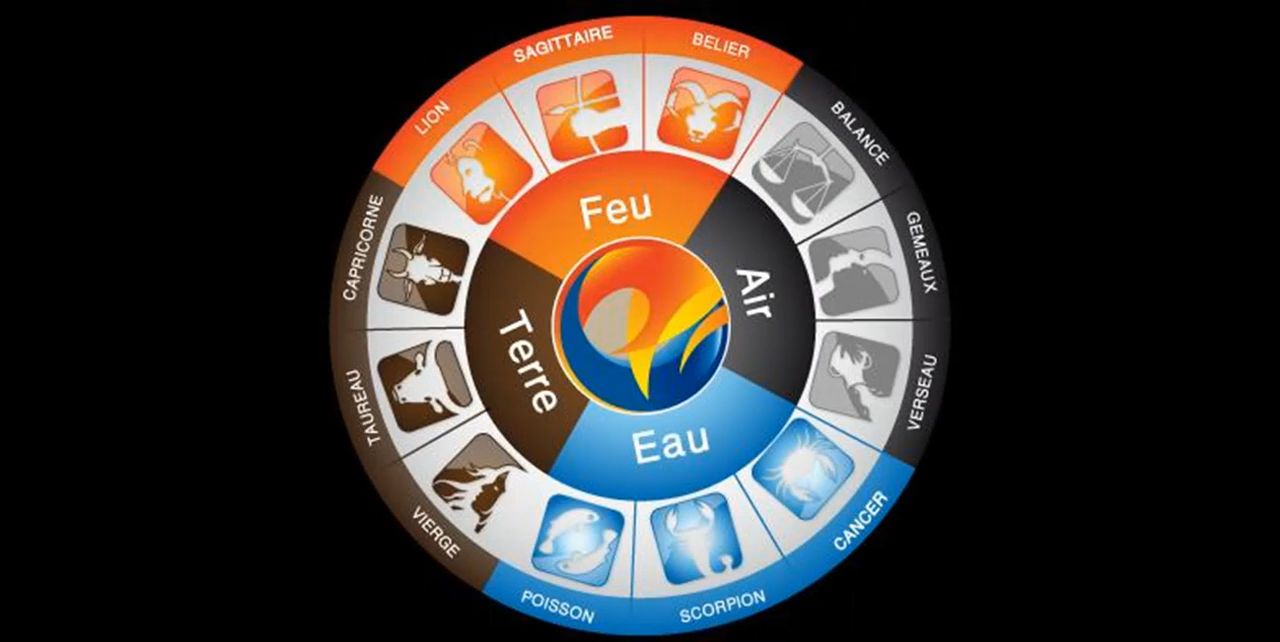 SAGITTAIRE
BELIER
BALANCE
GEMEAUX
VERSEAU
CANCER
SCORPION
POISSON
VIERGE
TAUREAU
CAPRICORNE
LION
Feu
Air
Eau
Terre